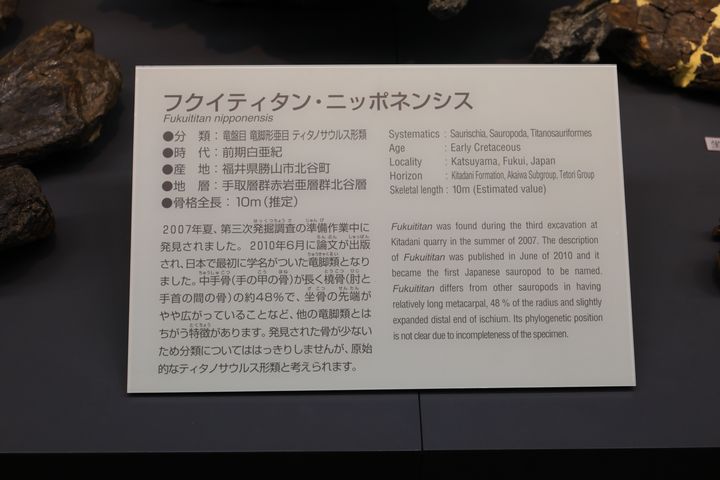 フクイティタン・ニッポネンシス
Fukuititan nipponensis
●分　類：竜盤目 竜脚形亜目 ティタノサウルス形類
●時　代：前期白亜紀
●産　地：福井県勝山市北谷町
●地　層：手取層群赤岩亜層群北谷層
●骨格全長：10m（推定）
2007年夏、第三次発掘調査の準備作業中に
発見されました。2010年6月に論文が出版
され、日本で最初に学名がついた竜脚類となり
ました。中手骨（手の甲の骨）が長く橈骨（肘と
手首の間の骨）の約48%で、坐骨の先端が
やや広がっていることなど、他の竜脚類とは
ちがう特徴があります。発見された骨が少ない
ため分類についてははっきりしませんが、原始
的なティタノサウルス形類と考えられます。
Systematics : Saurischia, Sauropoda, Titanosauriformes
Age : Early Cretaceous
Locality : Katsuyama, Fukui, Japan
Horizon : Kitadani Formation, Akaiwa Subgroup, Tetori Group
Skeletal length : 10m (Estimated value)
Fukuititan was found during the third excavation at
Kitadani quarry in the summer of 2007. The description
of Fukuititan was published in June of 2010 and it
became the first Japanese sauropod to be named.
Fukuititan differs from other sauropods in having
relatively long metacarpal, 48 % of the radius and slightly
expanded distal end of ischium. Its phylogenetic position
is not clear due to incompleteness of the specimen.